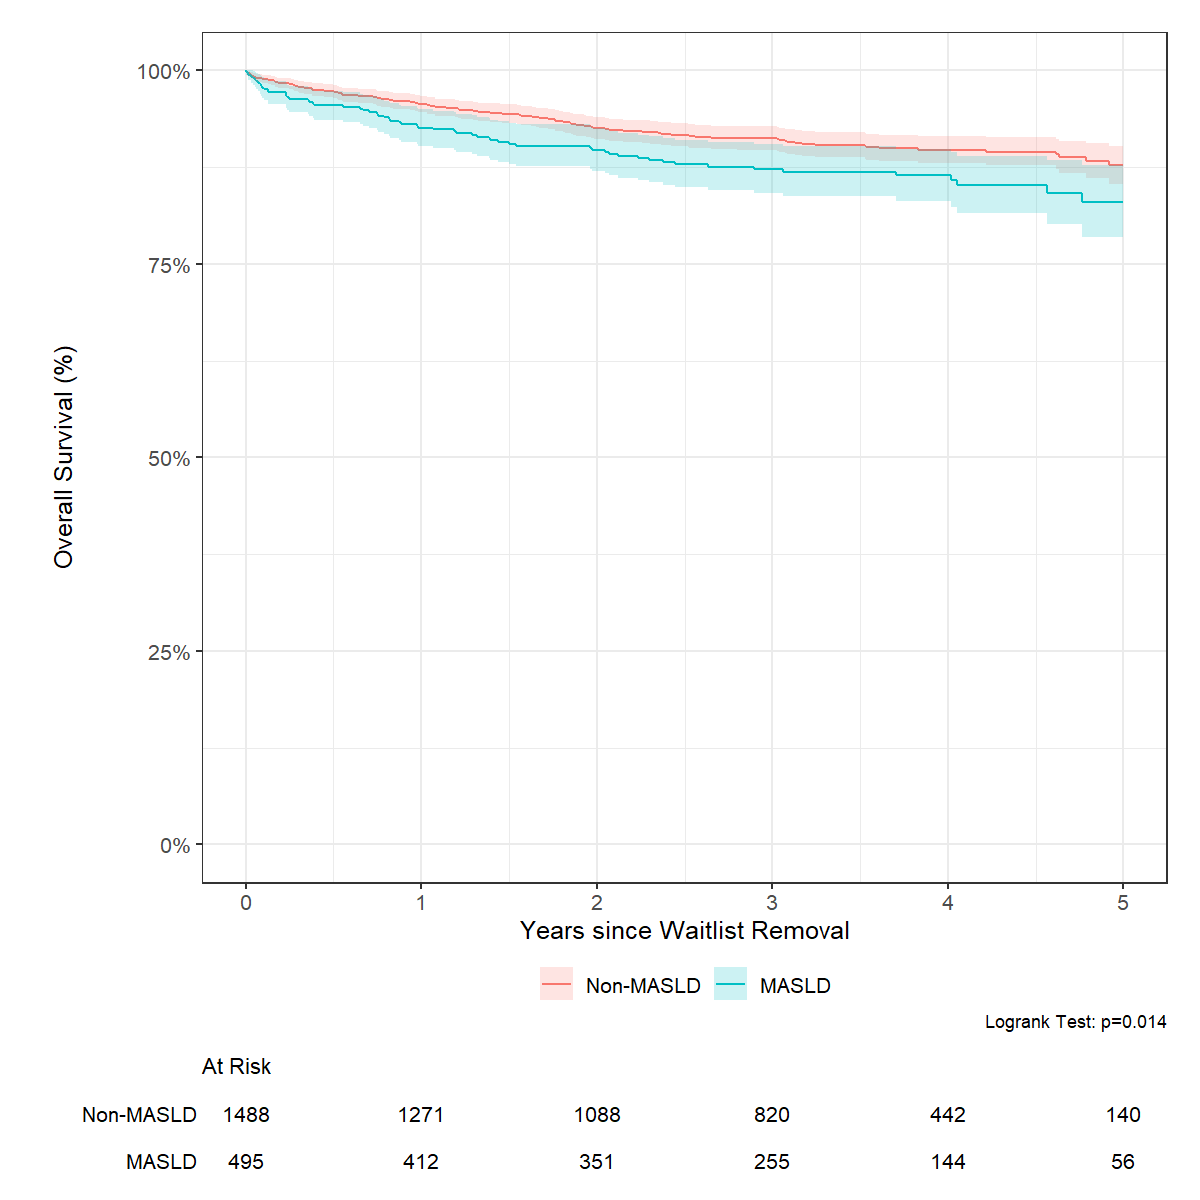 Overall Survival (%)
100%
75%
50%
25%
0%
0 1 2 3 4 5
Years since Waitlist Removal
Non-MASLD MASLD
Logrank Test: p=0.014
At Risk
Non-MASLD 1488 1271 1088 820 442 140
MASLD 495 412 351 255 144 56